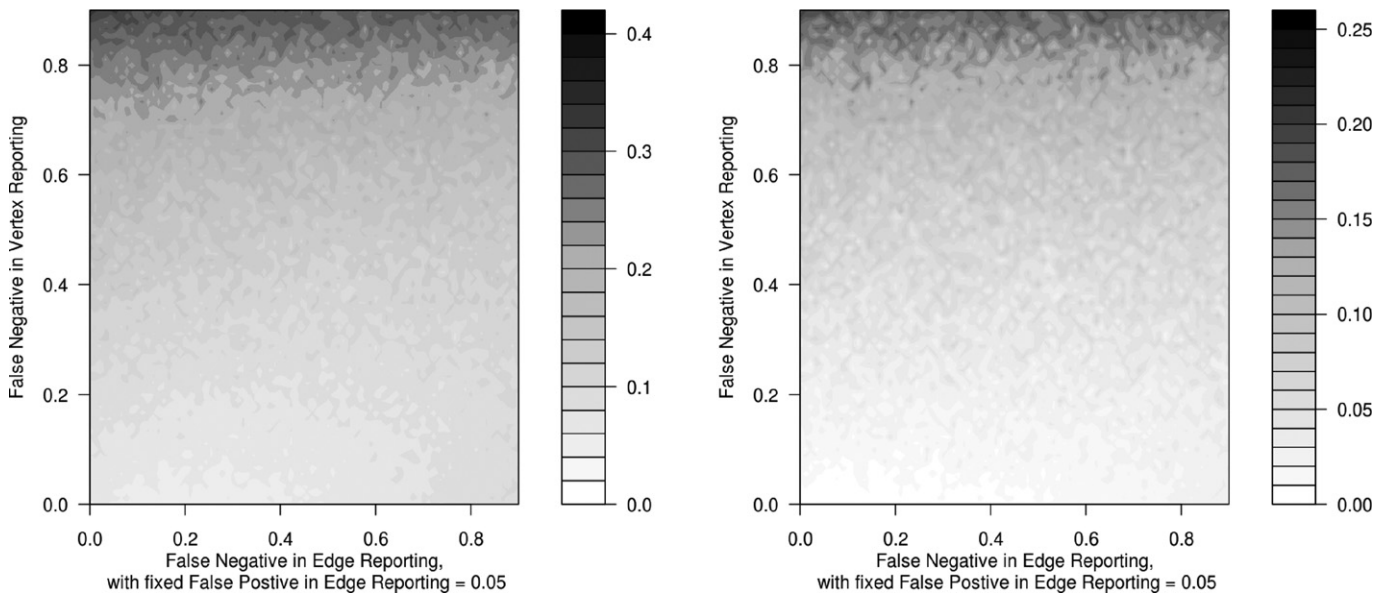 0.8
0.6
0.4
0.2
0.0
False Negative in Vertex Reporting
0.0 0.2 0.4 0.6 0.8
False Negative in Edge Reporting,
with fixed False Postive in Edge Reporting = 0.05
0.4
0.3
0.2
0.1
0.0
0.8
0.6
0.4
0.2
0.0
False Negative in Vertex Reporting
0.0 0.2 0.4 0.6 0.8
False Negative in Edge Reporting,
with fixed False Postive in Edge Reporting = 0.05
0.25
0.20
0.15
0.10
0.05
0.00